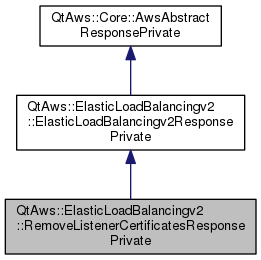 QtAws::Core::AwsAbstract
ResponsePrivate
QtAws::ElasticLoadBalancingv2
::ElasticLoadBalancingv2Response
Private
QtAws::ElasticLoadBalancingv2
::RemoveListenerCertificatesResponse
Private